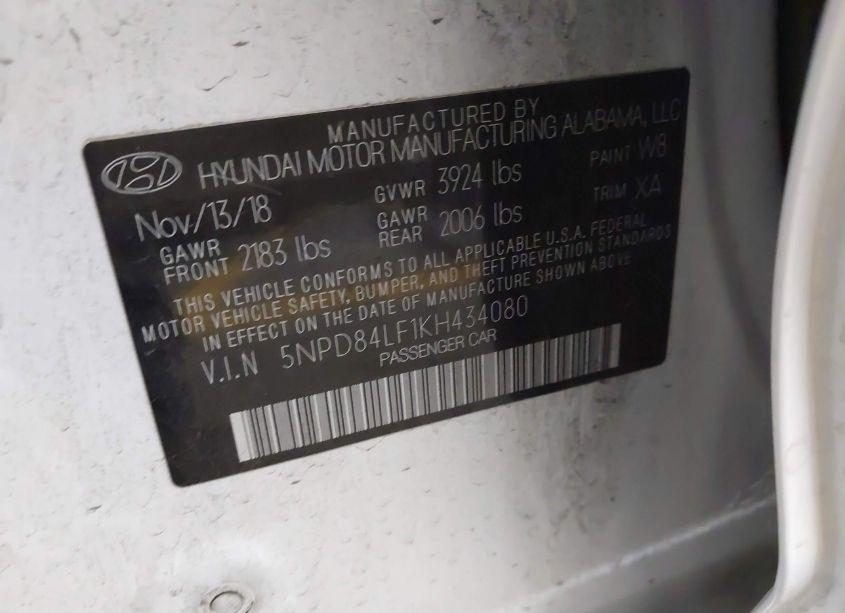 MANUFACTURED BY
HYUNDAI MOTOR MANUFACTURING ALABAMA, LLC
Nov/13/18 GVWR 3924 lbs PAINT W8
GAWR FRONT 2183 lbs GAWR REAR 2006 lbs TRIM XA
THIS VEHICLE CONFORMS TO ALL APPLICABLE U.S.A. FEDERAL
MOTOR VEHICLE SAFETY, BUMPER, AND THEFT PREVENTION STANDARDS
IN EFFECT ON THE DATE OF MANUFACTURE SHOWN ABOVE
V.I.N 5NPD84LF1KH434080
PASSENGER CAR